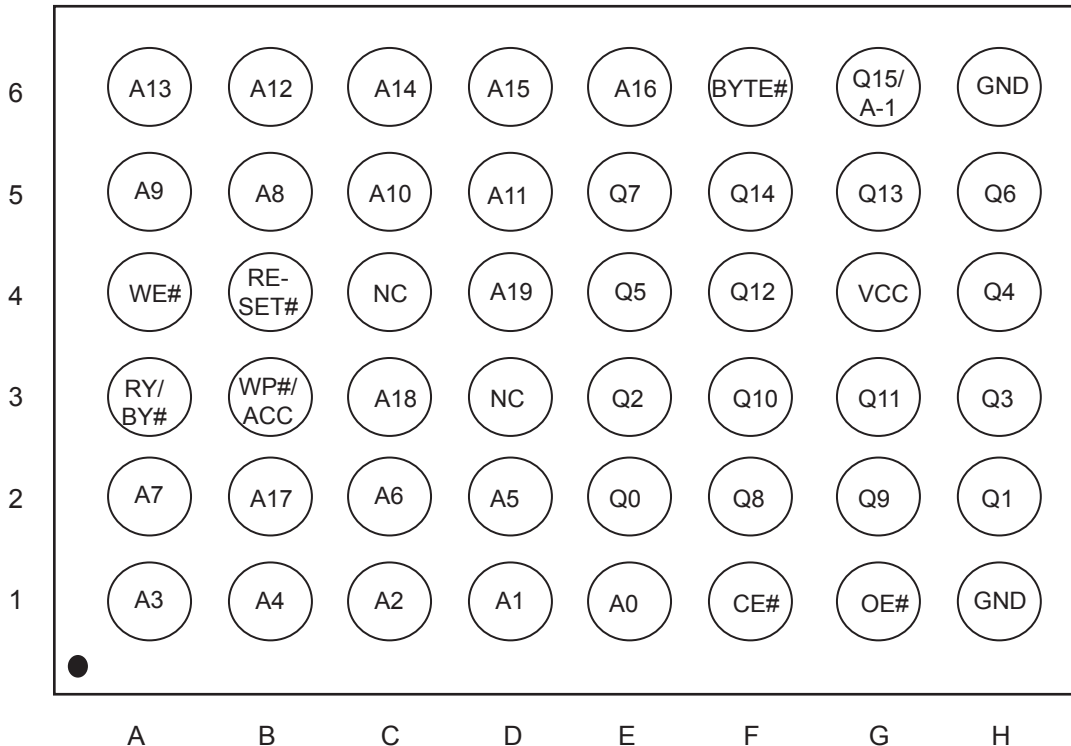 6 A13 A12 A14 A15 A16 BYTE# Q15/ A-1 GND
5 A9 A8 A10 A11 Q7 Q14 Q13 Q6
4 WE# RE- SET# NC A19 Q5 Q12 VCC Q4
3 RY/ BY# WP#/ ACC A18 NC Q2 Q10 Q11 Q3
2 A7 A17 A6 A5 Q0 Q8 Q9 Q1
1 A3 A4 A2 A1 A0 CE# OE# GND
A B C D E F G H